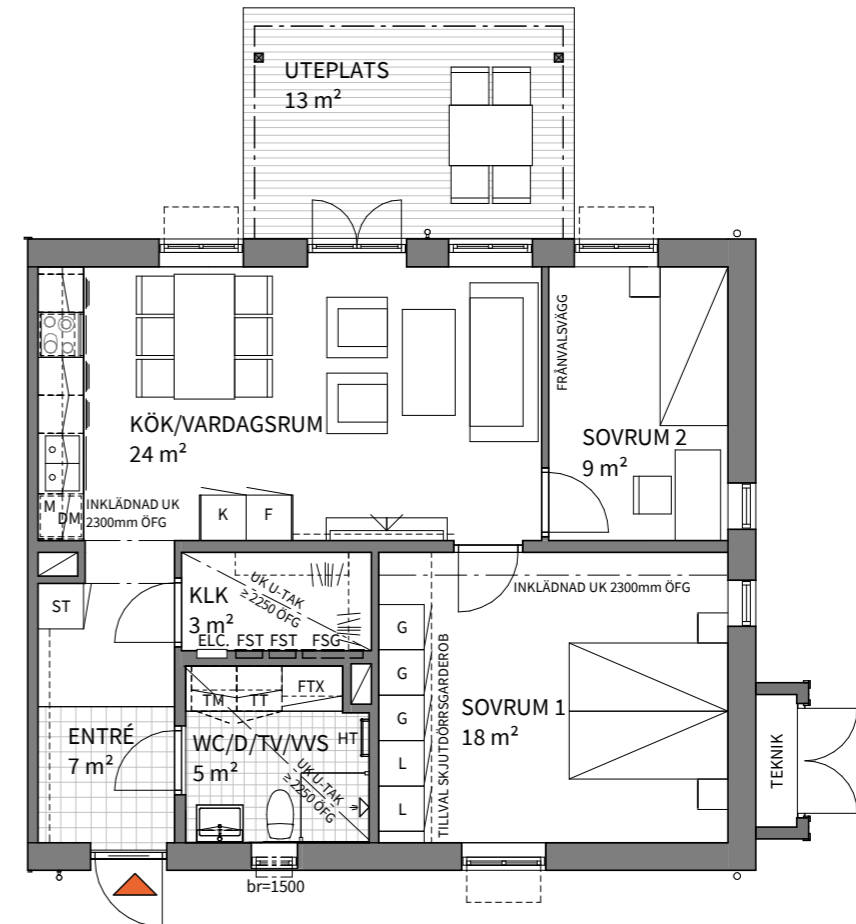 UTEPLATS
13 m²
FRÅNVALSVÄGG
KÖK/VARDAGSRUM
24 m²
SOVRUM 2
9 m²
M
DM
INKLÄDNAD UK
2300mm ÖFG
K
F
ST
KLK
3 m²
UK U-TAK
≥ 2250 ÖFG
ELC.
FST
FST
FSG
INKLÄDNAD UK 2300mm ÖFG
G
G
G
L
L
TILLVAL SKJUTDÖRRSGARDEROB
SOVRUM 1
18 m²
TEKNIK
ENTRÉ
7 m²
TM
TT
FTX
WC/D/TV/VVS
5 m²
HT
UK U-TAK
≥ 2250 ÖFG
br=1500